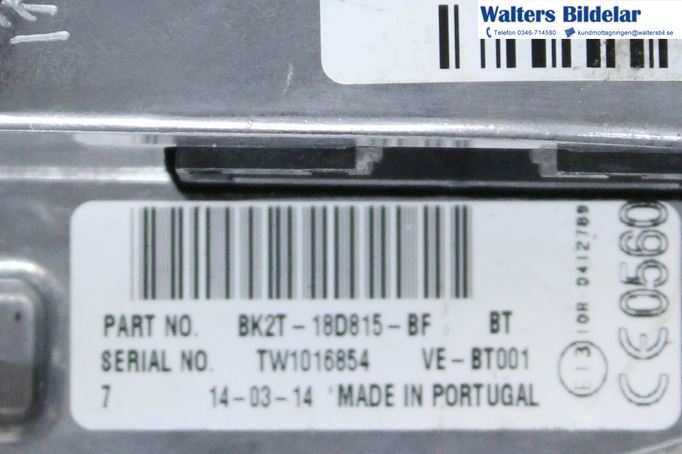 Walters Bildelar
Telefon 0346-714580 kundmottagningen@waltersbil.se
PART NO. BK2T-18D815-BF BT
SERIAL NO. TW1016854 VE-BT001
7 14-03-14 MADE IN PORTUGAL
E13 10R-0412789
CE0560